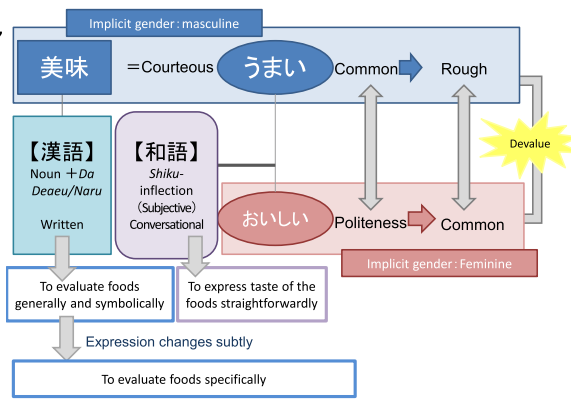 Implicit gender：masculine
美味
＝Courteous
うまい
Common
Rough
【漢語】
Noun ＋Da
Deaeu/Naru
Written
【和語】
Shiku-
inflection
（Subjective）
Conversational
Devalue
おいしい
Politeness
Common
Implicit gender：Feminine
To evaluate foods
generally and symbolically
To express taste of the
foods straightforwardly
Expression changes subtly
To evaluate foods specifically